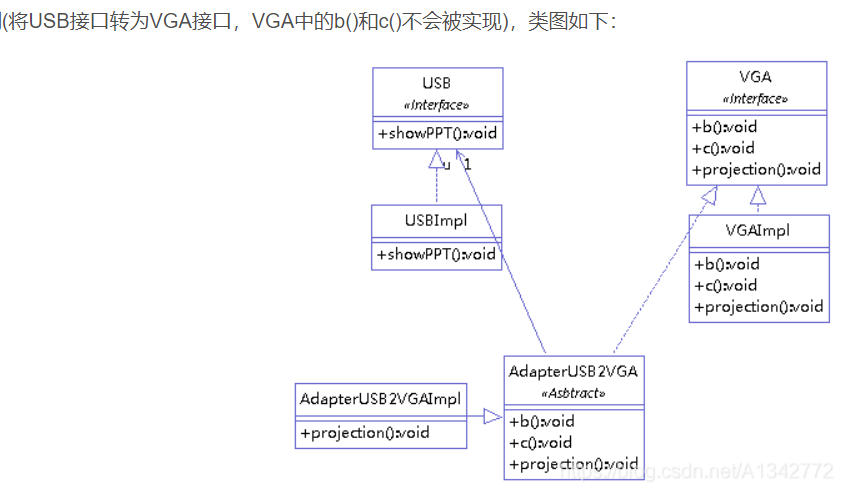 (将USB接口转为VGA接口，VGA中的b()和c()不会被实现)，类图如下：
USB
«Interface»
+showPPT():void
u 1
USBImpl
+showPPT():void
VGA
«Interface»
+b():void
+c():void
+projection():void
VGAImpl
+b():void
+c():void
+projection():void
AdapterUSB2VGA
«Asbtract»
+b():void
+c():void
+projection():void
AdapterUSB2VGAImpl
+projection():void
https://blog.csdn.net/A1342772